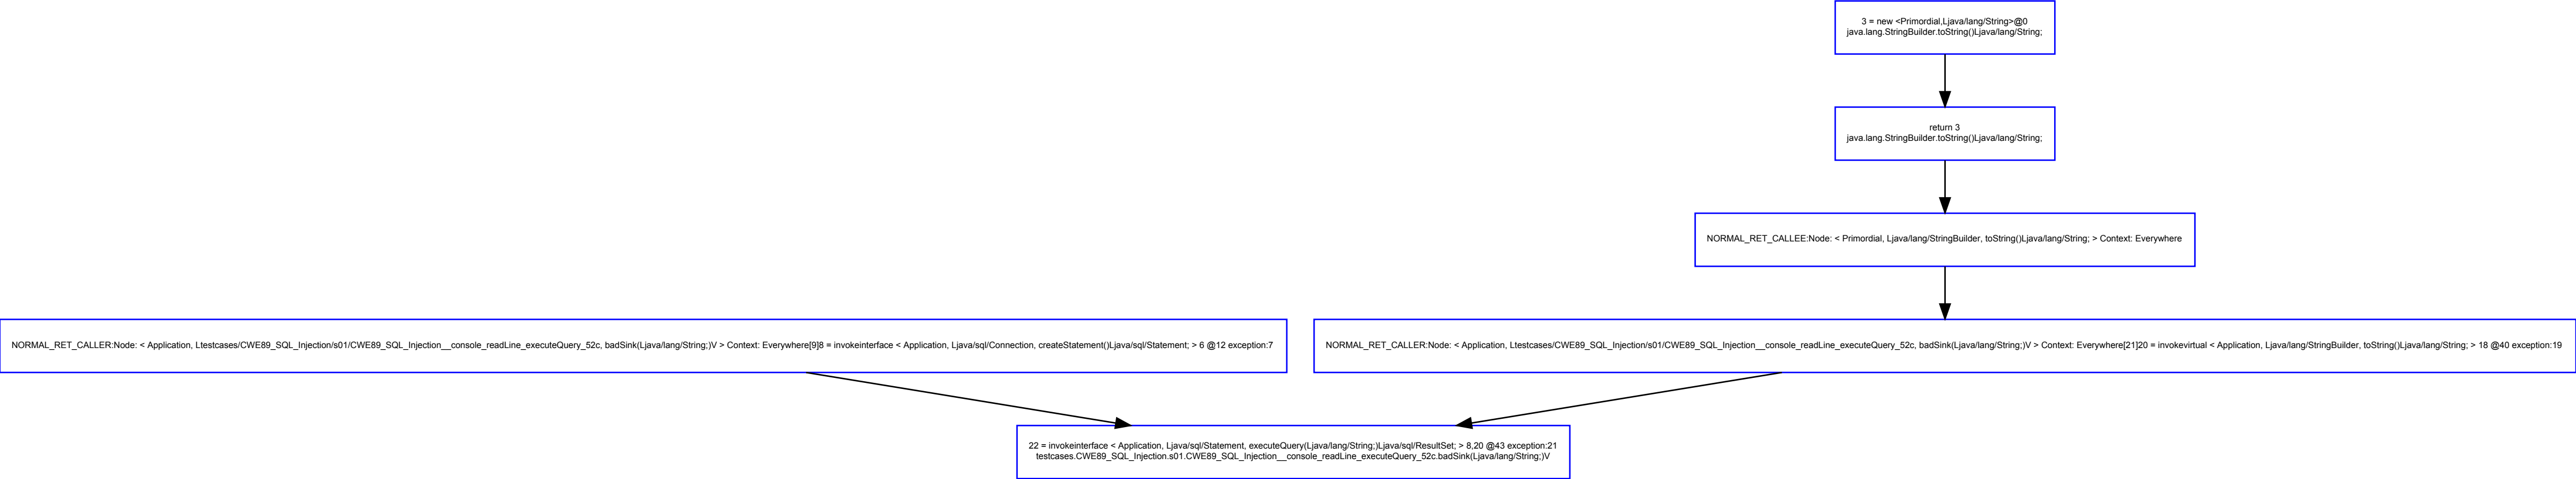 3 = new <Primordial,Ljava/lang/String>@0
java.lang.StringBuilder.toString()Ljava/lang/String;
return 3
java.lang.StringBuilder.toString()Ljava/lang/String;
NORMAL_RET_CALLEE:Node: < Primordial, Ljava/lang/StringBuilder, toString()Ljava/lang/String; > Context: Everywhere
NORMAL_RET_CALLER:Node: < Application, Ltestcases/CWE89_SQL_Injection/s01/CWE89_SQL_Injection__console_readLine_executeQuery_52c, badSink(Ljava/lang/String;)V > Context: Everywhere[9]8 = invokeinterface < Application, Ljava/sql/Connection, createStatement()Ljava/sql/Statement; > 6 @12 exception:7
NORMAL_RET_CALLER:Node: < Application, Ltestcases/CWE89_SQL_Injection/s01/CWE89_SQL_Injection__console_readLine_executeQuery_52c, badSink(Ljava/lang/String;)V > Context: Everywhere[21]20 = invokevirtual < Application, Ljava/lang/StringBuilder, toString()Ljava/lang/String; > 18 @40 exception:19
22 = invokeinterface < Application, Ljava/sql/Statement, executeQuery(Ljava/lang/String;)Ljava/sql/ResultSet; > 8,20 @43 exception:21
testcases.CWE89_SQL_Injection.s01.CWE89_SQL_Injection__console_readLine_executeQuery_52c.badSink(Ljava/lang/String;)V